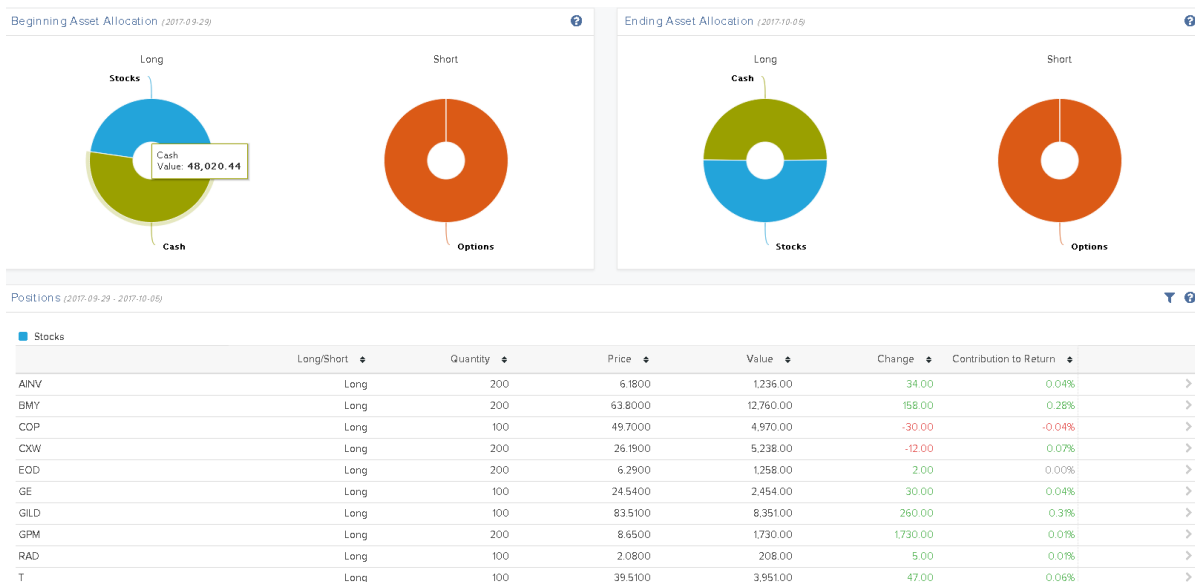 Beginning Asset Allocation (2017-09-29)
Long
Short
Stocks
Cash
Value: 48,020.44
Cash
Options
Ending Asset Allocation (2017-10-05)
Long
Short
Cash
Stocks
Options
Positions (2017-09-29 - 2017-10-05)
Stocks
Long/Short Quantity Price Value Change Contribution to Return
AINV Long 200 6.1800 1,236.00 34.00 0.04%
BMY Long 200 63.8000 12,760.00 158.00 0.28%
COP Long 100 49.7000 4,970.00 -30.00 -0.04%
CXW Long 200 26.1900 5,238.00 -12.00 0.07%
EOD Long 200 6.2900 1,258.00 2.00 0.00%
GE Long 100 24.5400 2,454.00 30.00 0.04%
GILD Long 100 83.5100 8,351.00 260.00 0.31%
GPM Long 200 8.6500 1,730.00 1,730.00 0.01%
RAD Long 100 2.0800 208.00 5.00 0.01%
T Long 100 39.5100 3,951.00 47.00 0.06%